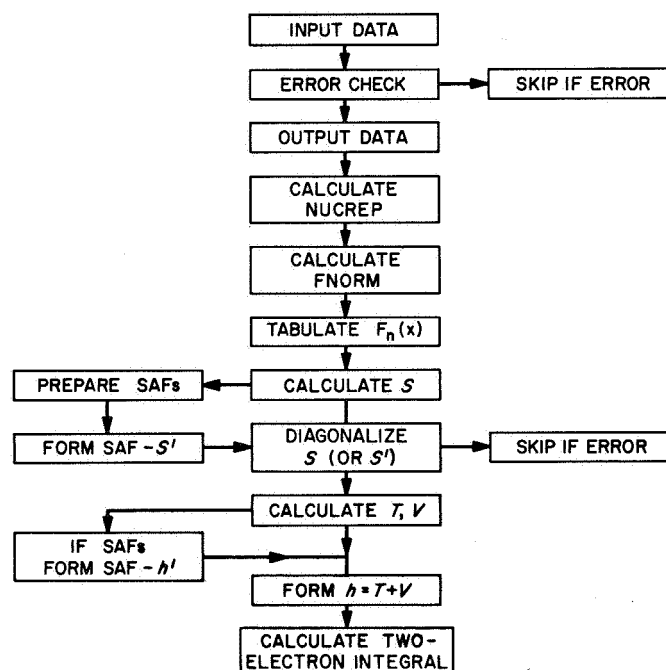 INPUT DATA
ERROR CHECK
SKIP IF ERROR
OUTPUT DATA
CALCULATE
NUCREP
CALCULATE
FNORM
TABULATE Fn(x)
PREPARE SAFs
CALCULATE S
FORM SAF-S'
DIAGONALIZE
S (OR S')
SKIP IF ERROR
CALCULATE T, V
IF SAFs
FORM SAF-h'
FORM h=T+V
CALCULATE TWO-
ELECTRON INTEGRAL